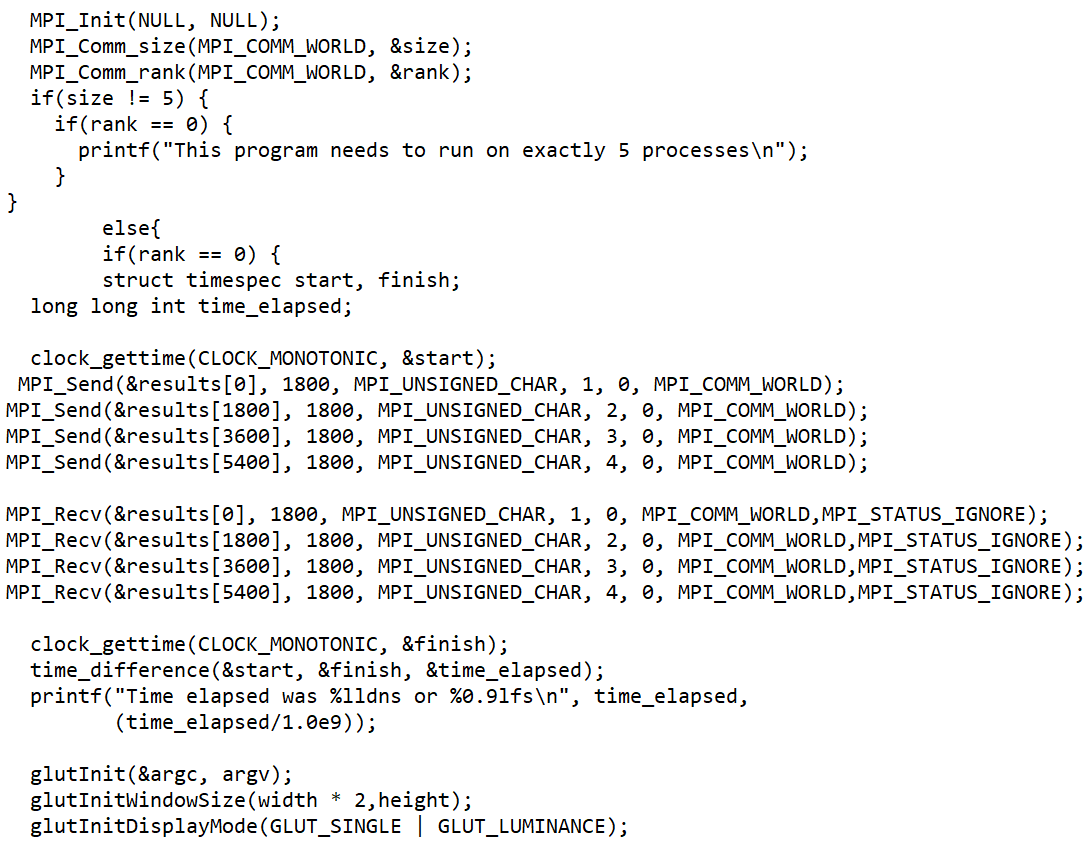 MPI_Init(NULL, NULL);
  MPI_Comm_size(MPI_COMM_WORLD, &size);
  MPI_Comm_rank(MPI_COMM_WORLD, &rank);
  if(size != 5) {
    if(rank == 0) {
      printf("This program needs to run on exactly 5 processes\n");
    }
}
        else{
        if(rank == 0) {
        struct timespec start, finish;
  long long int time_elapsed;

  clock_gettime(CLOCK_MONOTONIC, &start);
 MPI_Send(&results[0], 1800, MPI_UNSIGNED_CHAR, 1, 0, MPI_COMM_WORLD);
MPI_Send(&results[1800], 1800, MPI_UNSIGNED_CHAR, 2, 0, MPI_COMM_WORLD);
MPI_Send(&results[3600], 1800, MPI_UNSIGNED_CHAR, 3, 0, MPI_COMM_WORLD);
MPI_Send(&results[5400], 1800, MPI_UNSIGNED_CHAR, 4, 0, MPI_COMM_WORLD);

MPI_Recv(&results[0], 1800, MPI_UNSIGNED_CHAR, 1, 0, MPI_COMM_WORLD,MPI_STATUS_IGNORE);
MPI_Recv(&results[1800], 1800, MPI_UNSIGNED_CHAR, 2, 0, MPI_COMM_WORLD,MPI_STATUS_IGNORE);
MPI_Recv(&results[3600], 1800, MPI_UNSIGNED_CHAR, 3, 0, MPI_COMM_WORLD,MPI_STATUS_IGNORE);
MPI_Recv(&results[5400], 1800, MPI_UNSIGNED_CHAR, 4, 0, MPI_COMM_WORLD,MPI_STATUS_IGNORE);

  clock_gettime(CLOCK_MONOTONIC, &finish);
  time_difference(&start, &finish, &time_elapsed);
  printf("Time elapsed was %lldns or %0.9lfs\n", time_elapsed,
         (time_elapsed/1.0e9));

  glutInit(&argc, argv);
  glutInitWindowSize(width * 2,height);
  glutInitDisplayMode(GLUT_SINGLE | GLUT_LUMINANCE);